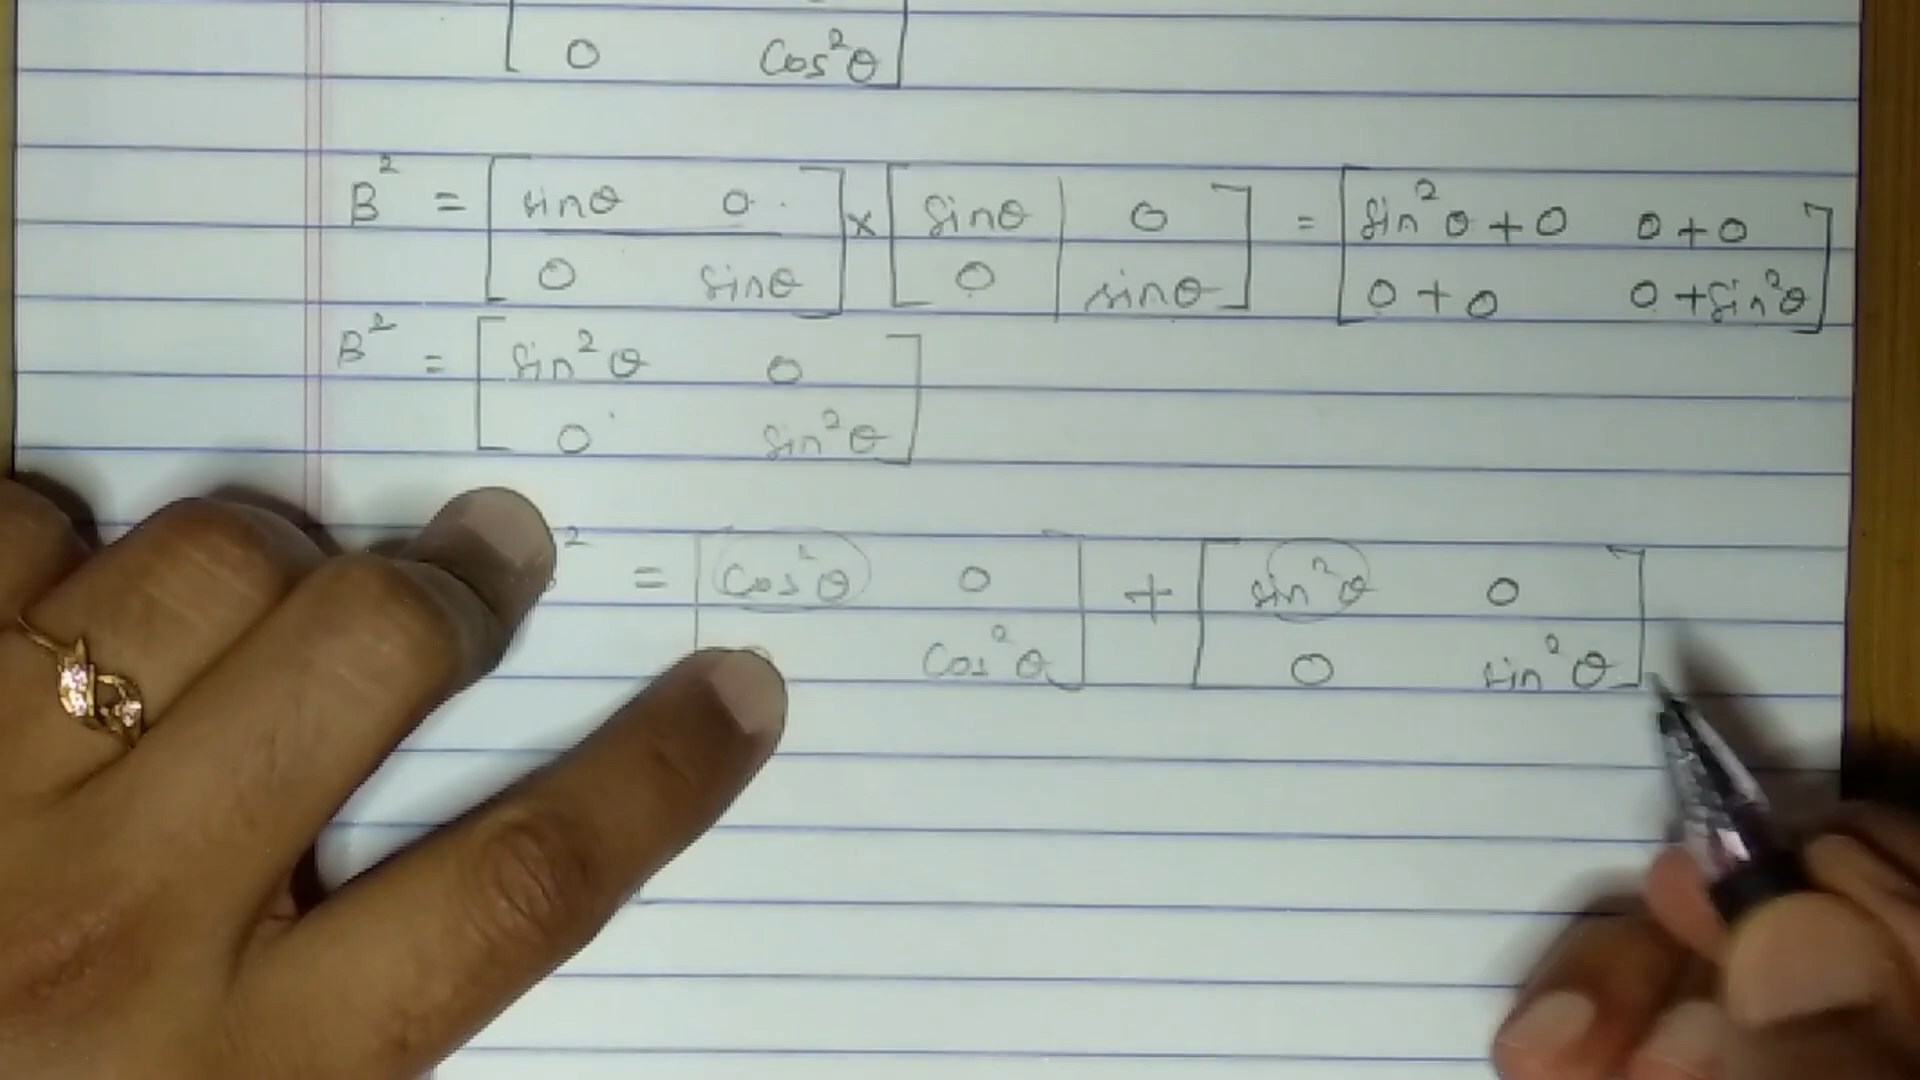 0 Cos²θ
B² = [ sinθ 0 0 sinθ ] × [ sinθ 0 0 sinθ ] = [ sin²θ+0 0+0 0+0 0+sin²θ ]
B² = [ sin²θ 0 0 sin²θ ]
² = [ Cos²θ 0 Cos²θ ] + [ sin²θ 0 0 sin²θ ]